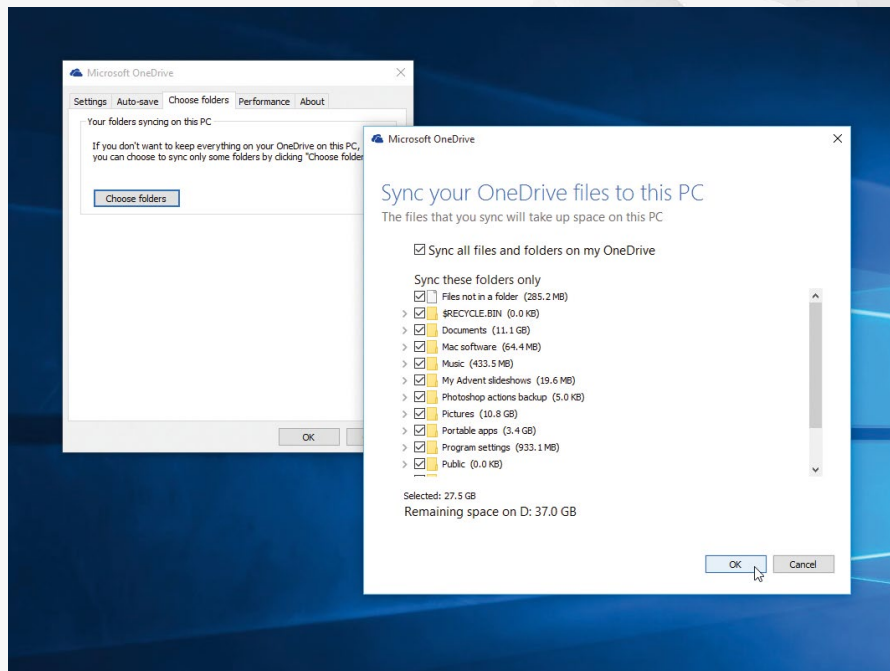 Microsoft OneDrive
Settings Auto-save Choose folders Performance About
Your folders syncing on this PC
If you don't want to keep everything on your OneDrive on this PC,
you can choose to sync only some folders by clicking "Choose
Choose folders
OK
Microsoft OneDrive
Sync your OneDrive files to this PC
The files that you sync will take up space on this PC
Sync all files and folders on my OneDrive
Sync these folders only
Files not in a folder (285.2 MB)
$RECYCLE.BIN (0.0 KB)
Documents (11.1 GB)
Mac software (64.4 MB)
Music (433.5 MB)
My Advent slideshows (19.6 MB)
Photoshop actions backup (5.0 KB)
Pictures (10.8 GB)
Portable apps (3.4 GB)
Program settings (933.1 MB)
Public (0.0 KB)
Selected: 27.5 GB
Remaining space on D: 37.0 GB
OK Cancel